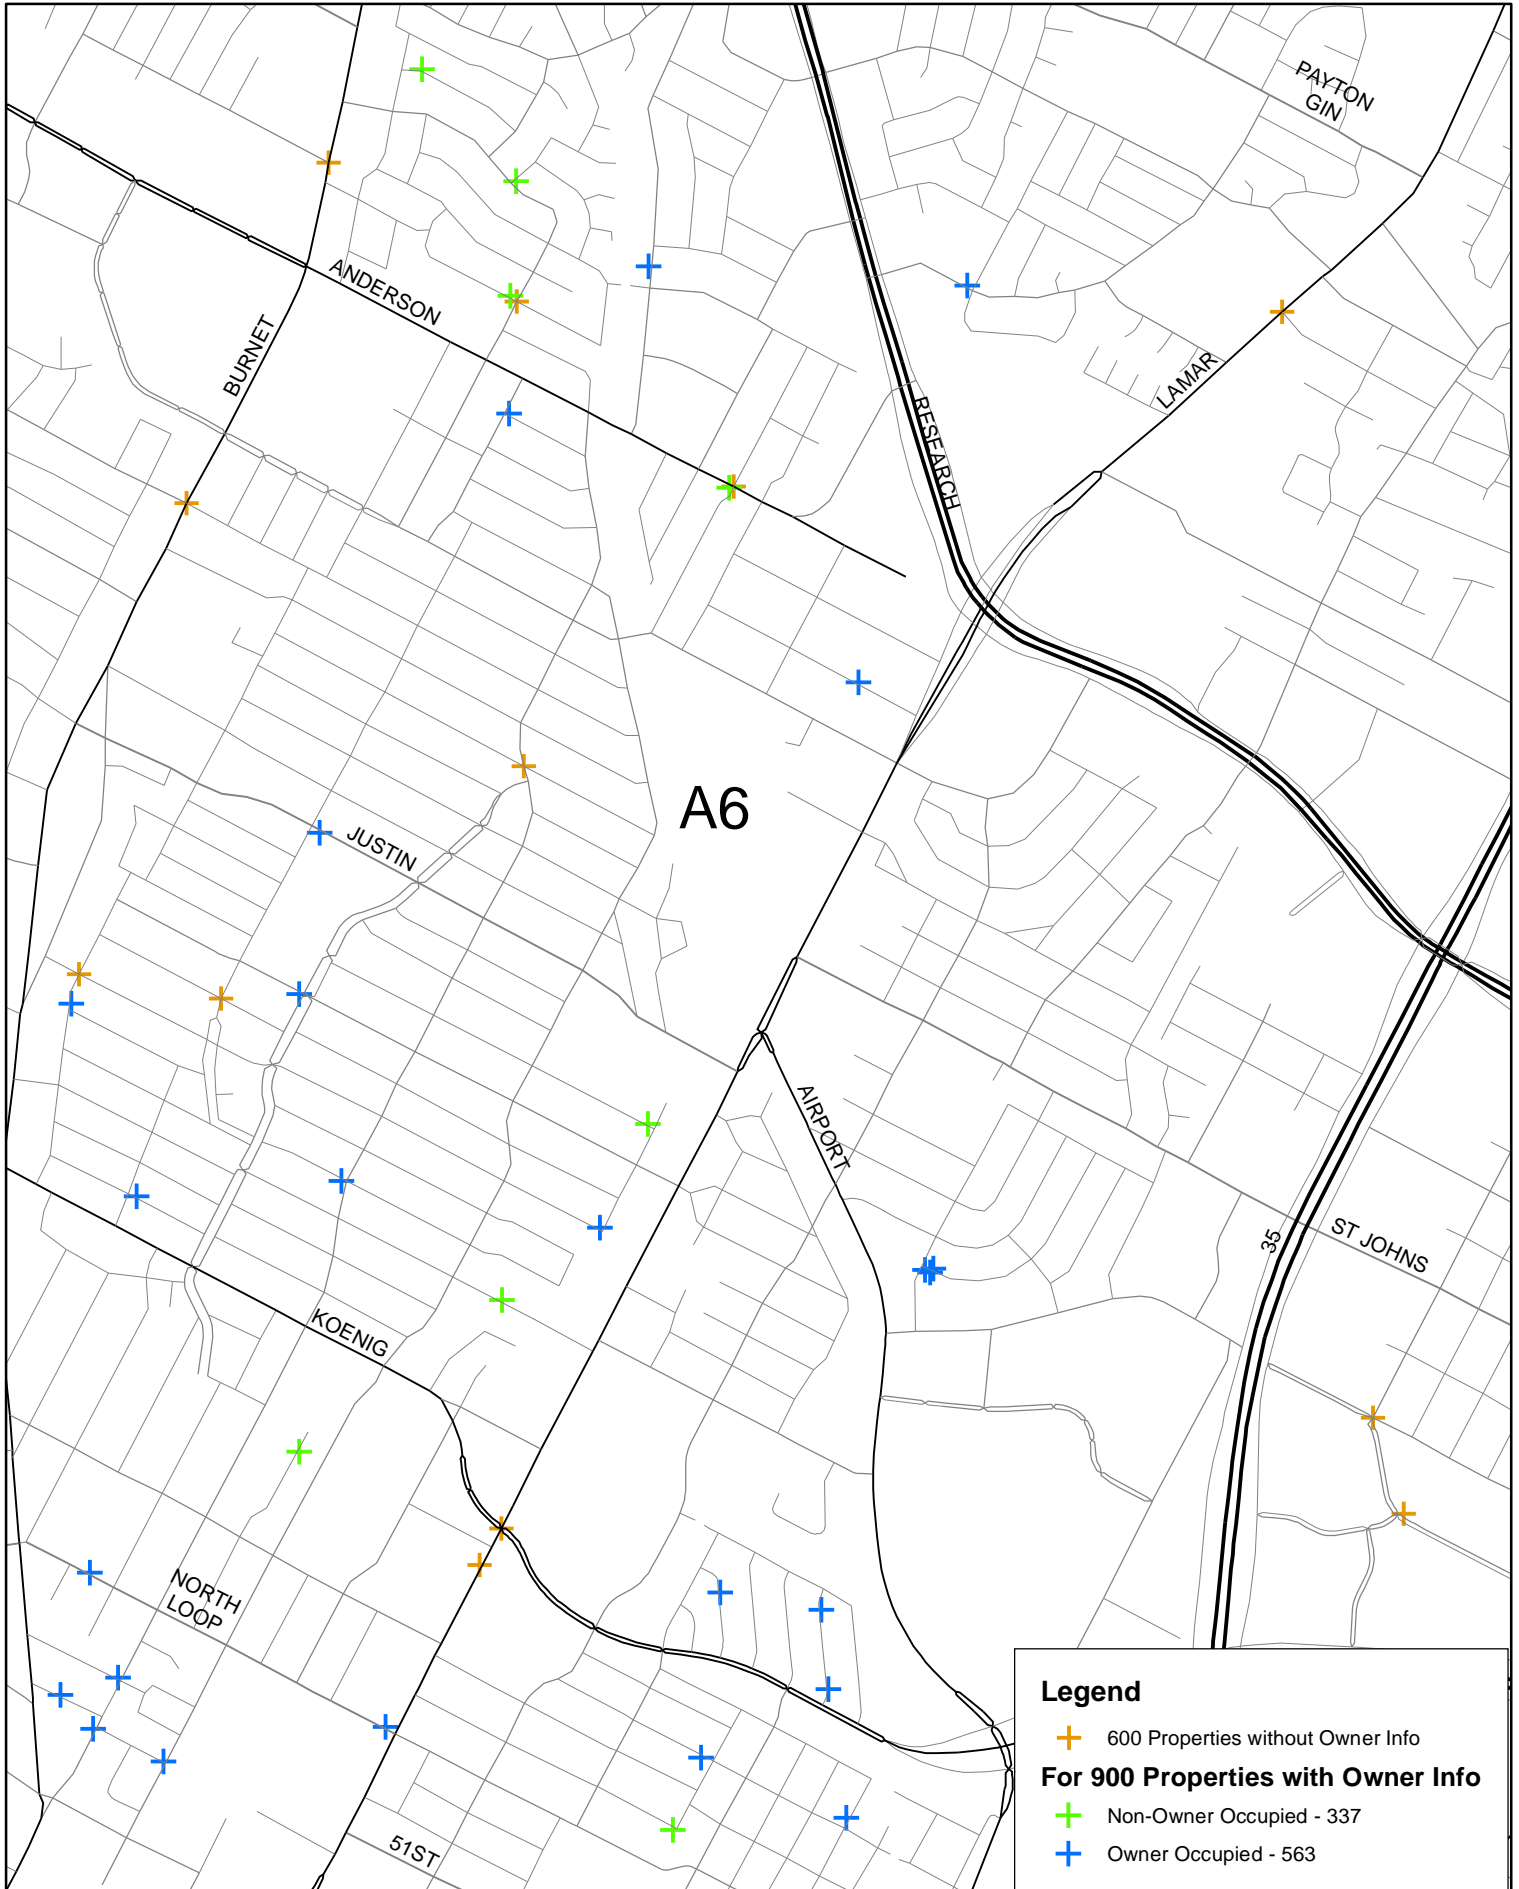 PAYTON
GIN
ANDERSON
BURNET
LAMAR
RESEARCH
A6
JUSTIN
AIRPORT
ST JOHNS
35
KOENIG
NORTH
LOOP
51ST
Legend
600 Properties without Owner Info
For 900 Properties with Owner Info
Non-Owner Occupied - 337
Owner Occupied - 563